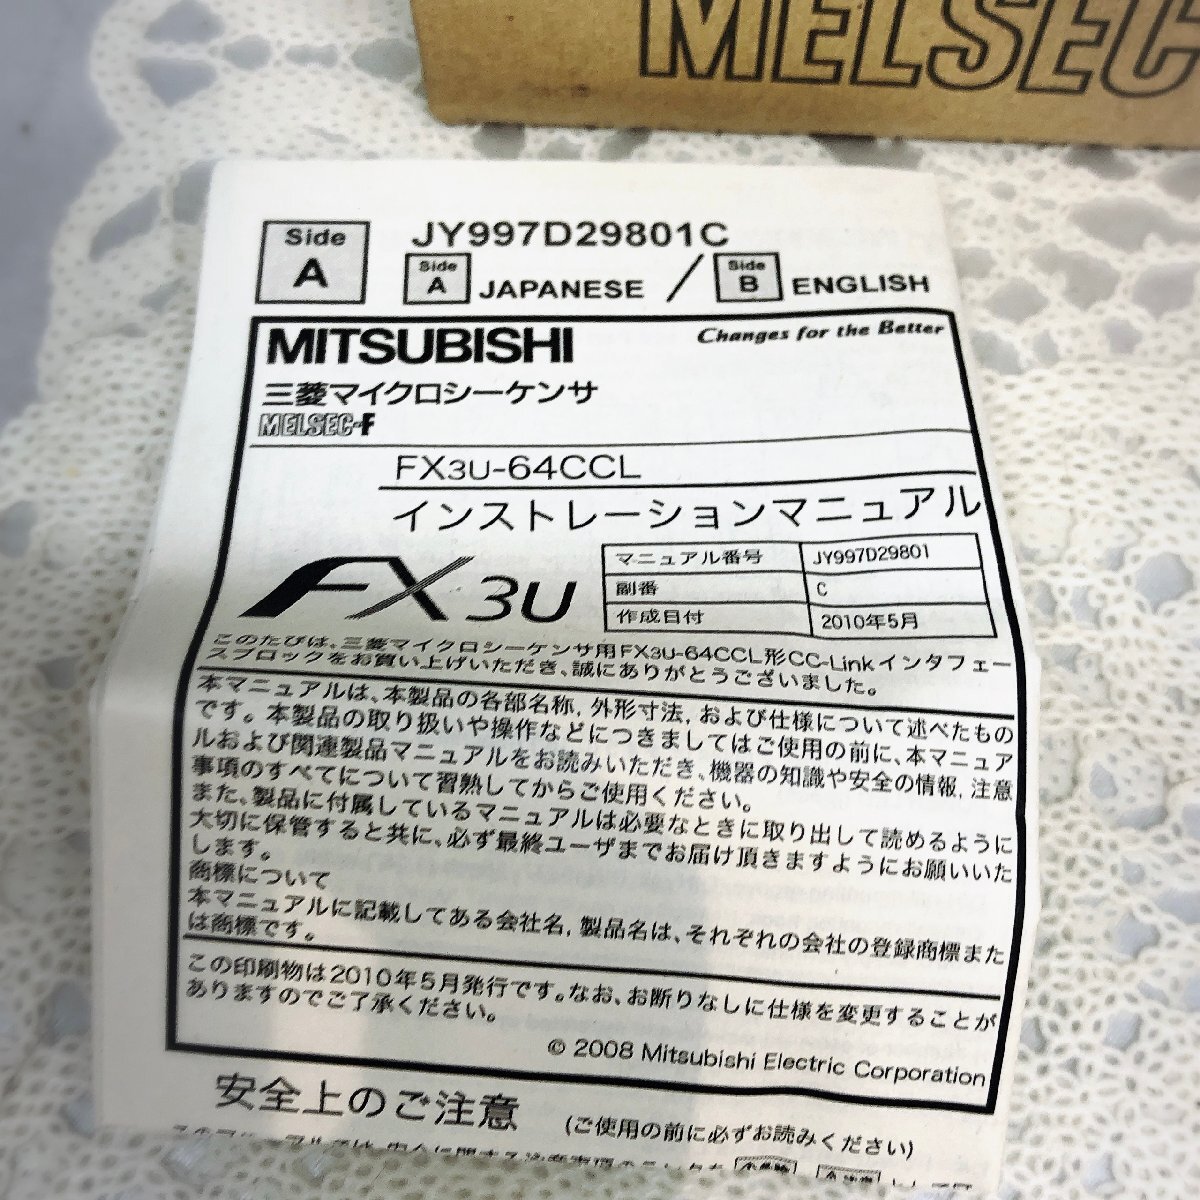 MELSEC-
Side A
JY997D29801C
Side A JAPANESE / Side B ENGLISH
MITSUBISHI
Changes for the Better
三菱マイクロシーケンサ
MELSEC-F
FX3U-64CCL
インストレーションマニュアル
FX3U
マニュアル番号 JY997D29801
副番 C
作成日付 2010年5月
このたびは、三菱マイクロシーケンサ用FX3U-64CCL形CC-Linkインタフェー
スブロックをお買い上げいただき、誠にありがとうございました。
本マニュアルは、本製品の各部名称, 外形寸法, および仕様について述べたもの
です。本製品の取り扱いや操作などにつきましてはご使用の前に、本マニュア
ルおよび関連製品マニュアルをお読みいただき、機器の知識や安全の情報, 注意
事項のすべてについて習熟してからご使用ください。
また、製品に付属しているマニュアルは必要なときに取り出して読めるように
大切に保管すると共に、必ず最終ユーザまでお届け頂きますようにお願いいた
します。
商標について
本マニュアルに記載してある会社名, 製品名は、それぞれの会社の登録商標また
は商標です。
この印刷物は2010年5月発行です。なお、お断りなしに仕様を変更することが
ありますのでご了承ください。
© 2008 Mitsubishi Electric Corporation
安全上のご注意 (ご使用の前に必ずお読みください)